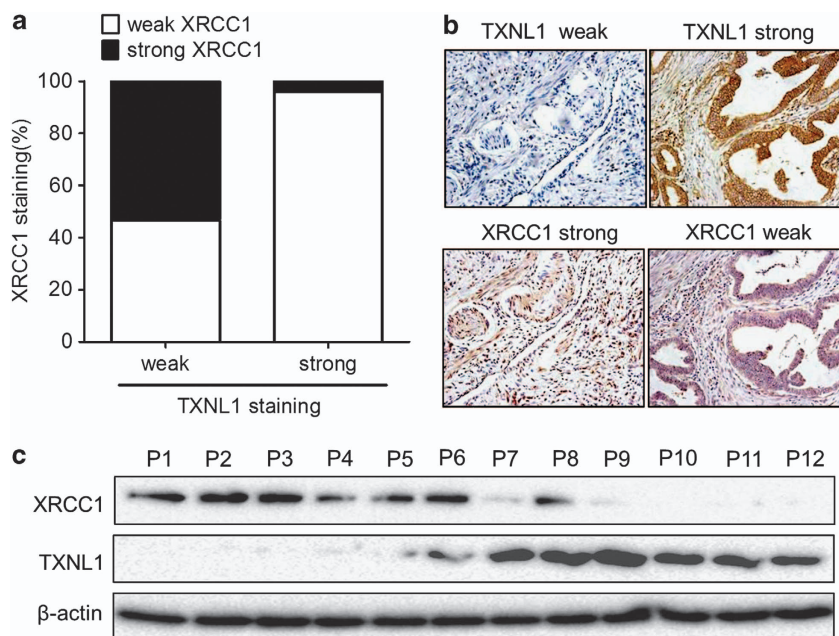 a
weak XRCC1
strong XRCC1
XRCC1 staining(%)
100
80
60
40
20
0
weak strong
TXNL1 staining
b
TXNL1 weak TXNL1 strong
XRCC1 strong XRCC1 weak
c
P1 P2 P3 P4 P5 P6 P7 P8 P9 P10 P11 P12
XRCC1
TXNL1
β-actin